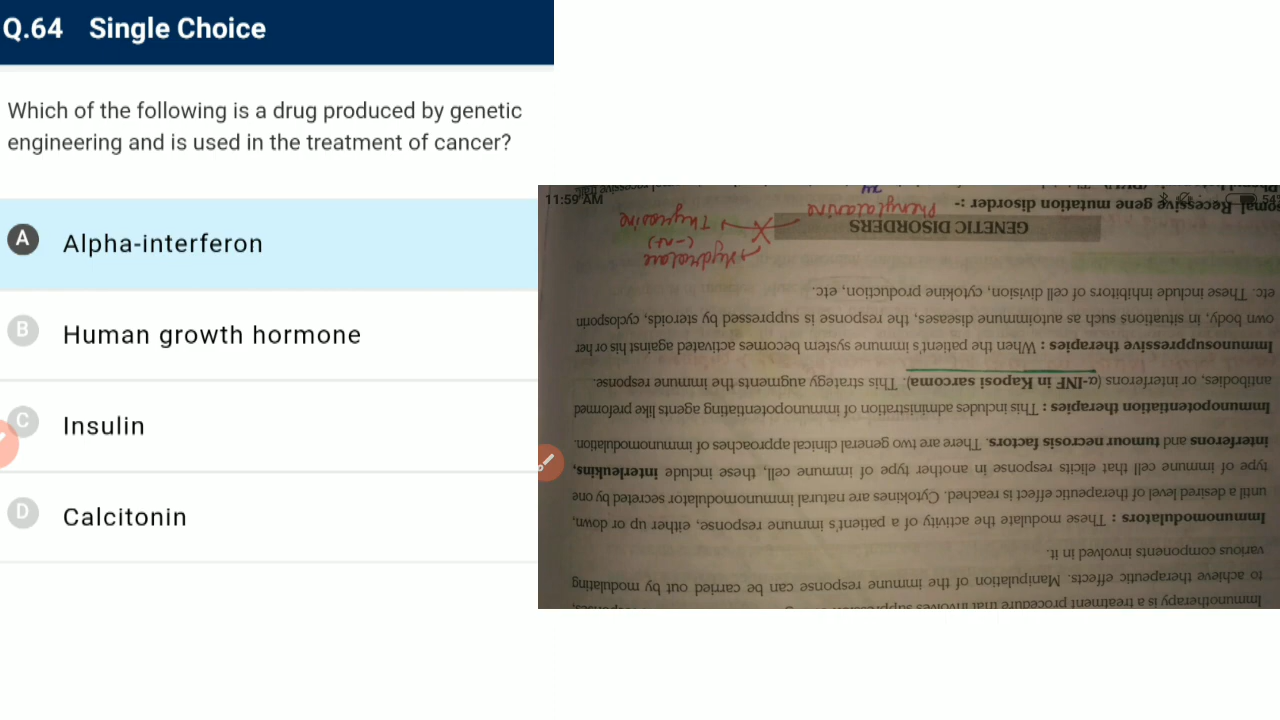 Q.64 Single Choice
Which of the following is a drug produced by genetic
engineering and is used in the treatment of cancer?
A Alpha-interferon
B Human growth hormone
C Insulin
D Calcitonin
11:59 AM
54
Immunotherapy is a treatment procedure that involves
to achieve therapeutic effects. Manipulation of the immune response can be carried out by modulating
various components involved in it.
Immunomodulators : These modulate the activity of a patient's immune response, either up or down,
until a desired level of therapeutic effect is reached. Cytokines are natural immunomodulator secreted by one
type of immune cell that elicits response in another type of immune cell, these include interleukins,
interferons and tumour necrosis factors. There are two general clinical approaches of immunomodulation.
Immunopotentiation therapies : This includes administration of immunopotentiating agents like preformed
antibodies, or interferons (α-INF in Kaposi sarcoma). This strategy augments the immune response.
Immunosuppressive therapies : When the patient's immune system becomes activated against his or her
own body, in situations such as autoimmune diseases, the response is suppressed by steroids, cyclosporin
etc. These include inhibitors of cell division, cytokine production, etc.
GENETIC DISORDERS
Hydrolase
(-nt)
Phenylalanine
Thyrosine
Recessive gene mutation disorder :-